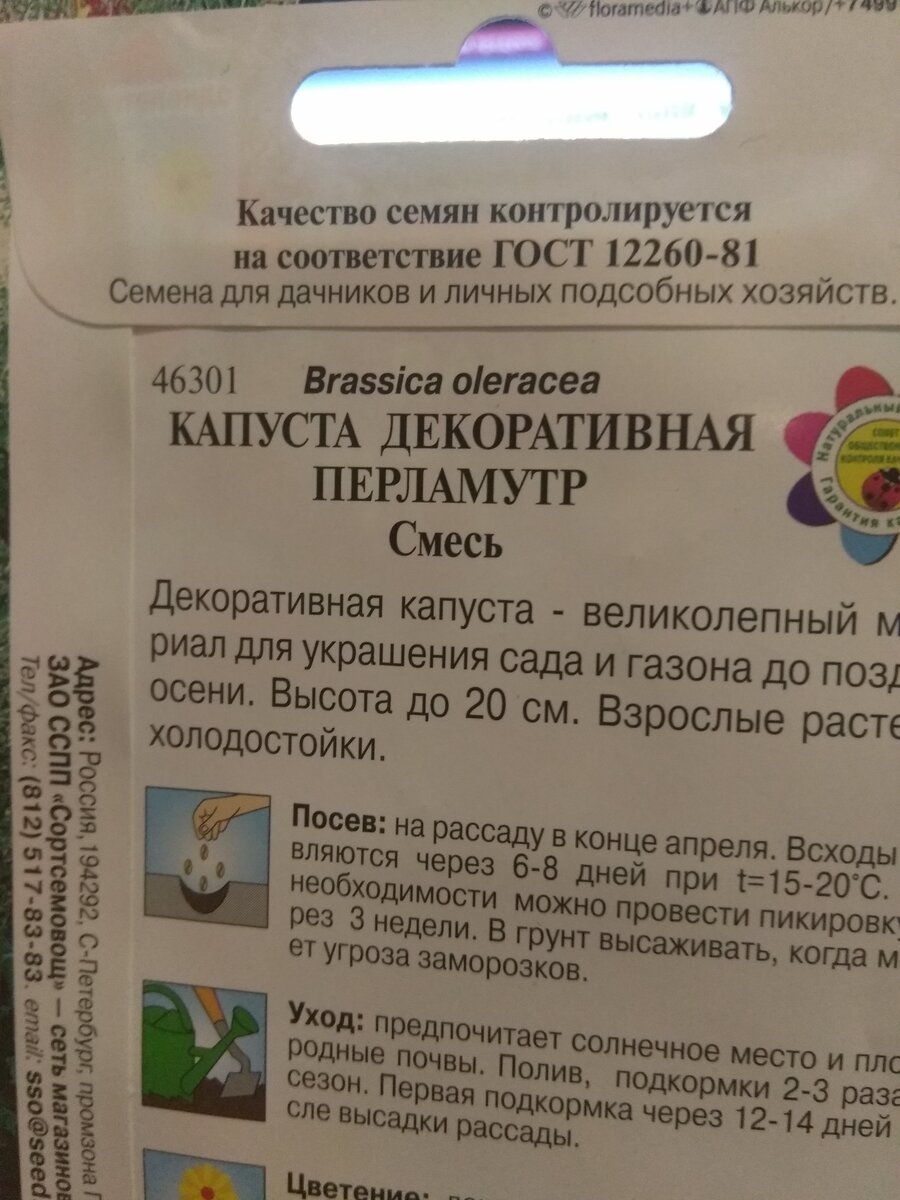 © floramedia+ АПФ Алькор/+7499
Качество семян контролируется
на соответствие ГОСТ 12260-81
Семена для дачников и личных подсобных хозяйств.
46301 Brassica oleracea
КАПУСТА ДЕКОРАТИВНАЯ
ПЕРЛАМУТР
Смесь
Натуральный
СОВЕТ
ОБЩЕСТВЕН
КОНТРОЛЯ КАЧ
Гарантия ка
Декоративная капуста - великолепный м
риал для украшения сада и газона до позд
осени. Высота до 20 см. Взрослые расте
холодостойки.
Посев: на рассаду в конце апреля. Всходы
вляются через 6-8 дней при t=15-20°С.
необходимости можно провести пикировку
рез 3 недели. В грунт высаживать, когда м
ет угроза заморозков.
Уход: предпочитает солнечное место и пло
родные почвы. Полив, подкормки 2-3 раза
сезон. Первая подкормка через 12-14 дней
сле высадки рассады.
Цветение:
Адрес: Россия, 194292, С-Петербург, промзона П
ЗАО ССПП «Сортсемовощ» — сеть магазинов
Тел/факс: (812) 517-83-83. email: sso@seed